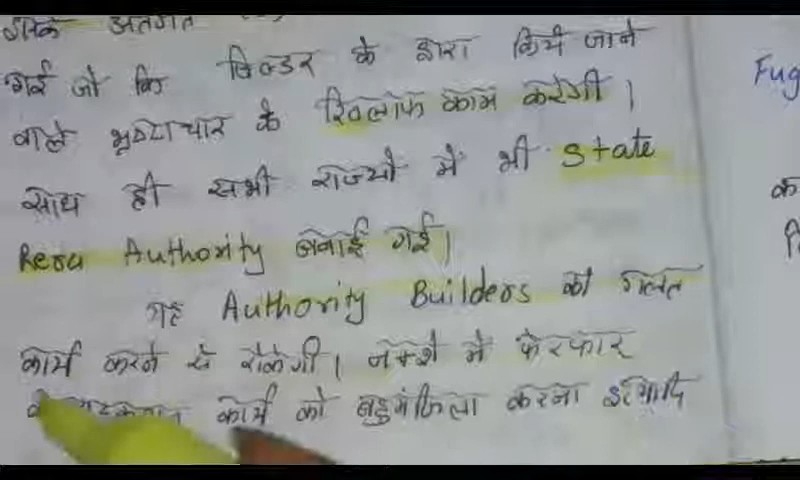 अंतर्गत
गई जो कि बिल्डर के द्वारा किये जाने
वाले भ्रष्टाचार के खिलाफ काम करेगी।
साथ ही सभी राज्यो में भी State
Rera Authority बनाई गई।
यह Authority Builders को गलत
कार्य करने से रोकेगी। नक्शे में फेरफार
कार्य को बहुमंजिला करना इत्यादि
Fug
क